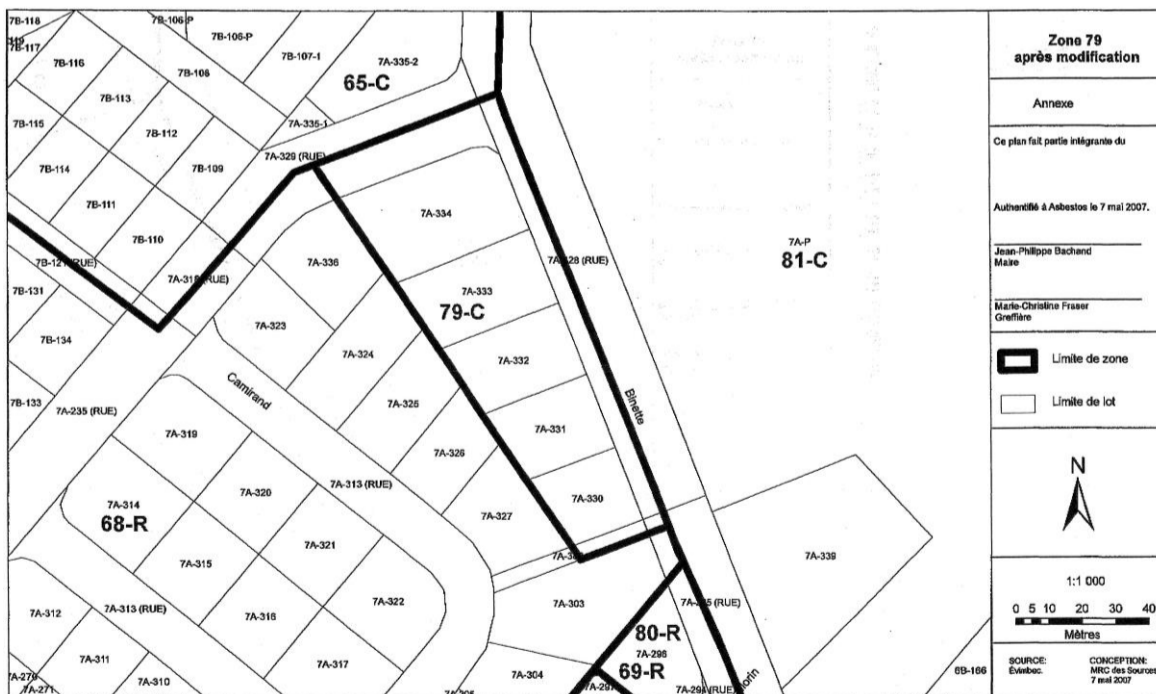 7B-118
7B-106-P
7B-106-P
7B-117
7B-116
7B-106
7B-107-1
7A-335-2
65-C
7B-113
7B-115
7B-112
7A-335-1
7A-329 (RUE)
7B-114
7B-109
7B-111
7A-334
7B-110
7A-336
7A-P
81-C
7B-131
7A-333
79-C
7A-323
7B-134
7A-324
7A-332
Camirand
Binette
7B-133
7A-235 (RUE)
7A-325
7A-319
7A-331
7A-326
7A-320
7A-313 (RUE)
7A-330
7A-314
68-R
7A-327
7A-321
7A-339
7A-315
7A-322
7A-303
7A-312
7A-313 (RUE)
7A-316
80-R
7A-298
69-R
7A-311
7A-317
7A-304
6B-166
7A-310
7A-271
Zone 79
après modification
Annexe
Ce plan fait partie intégrante du
Authentifié à Asbestos le 7 mai 2007.
Jean-Philippe Bachand
Maire
Marie-Christine Fraser
Greffière
Limite de zone
Limite de lot
N
1:1 000
0 5 10 20 30 40
Mètres
SOURCE:
Évimbec.
CONCEPTION:
MRC des Sources
7 mai 2007